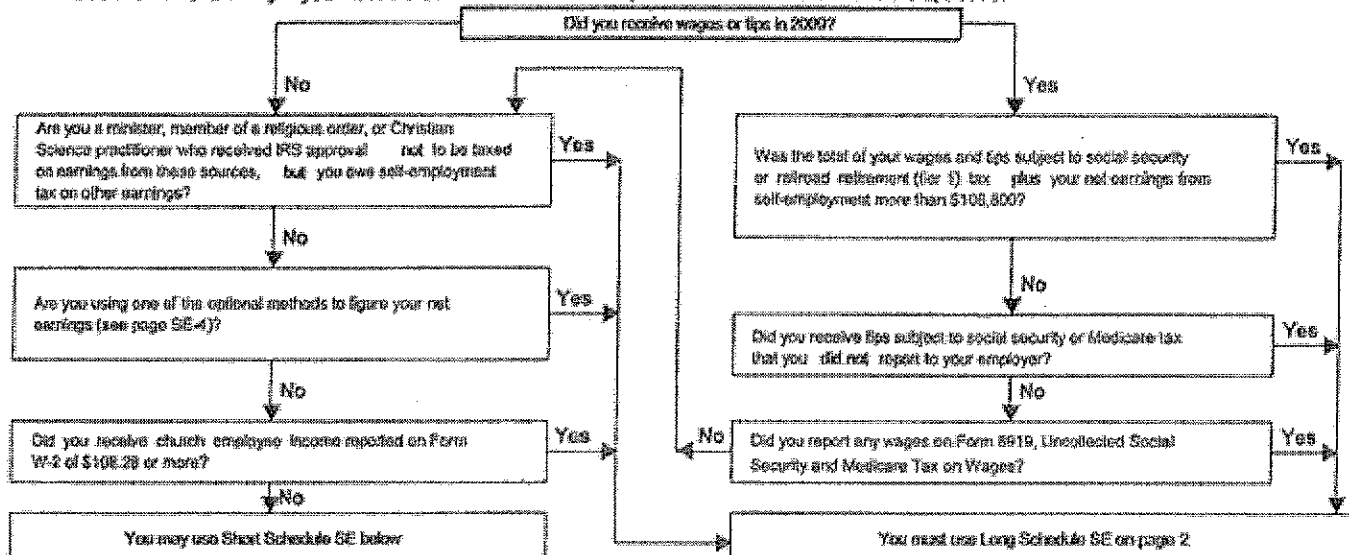 Did you receive wages or tips in 2009?
No
Yes
Are you a minister, member of a religious order, or Christian
Science practitioner who received IRS approval not to be taxed
on earnings from these sources, but you owe self-employment
tax on other earnings?
Yes
Was the total of your wages and tips subject to social security
or railroad retirement (tier 1) tax plus your net earnings from
self-employment more than $106,800?
Yes
No
No
Are you using one of the optional methods to figure your net
earnings (see page SE-4)?
Yes
Did you receive tips subject to social security or Medicare tax
that you did not report to your employer?
Yes
No
No
Did you receive church employee income reported on Form
W-2 of $108.28 or more?
Yes
No
Did you report any wages on Form 8919, Uncollected Social
Security and Medicare Tax on Wages?
Yes
No
You may use Short Schedule SE below
You must use Long Schedule SE on page 2